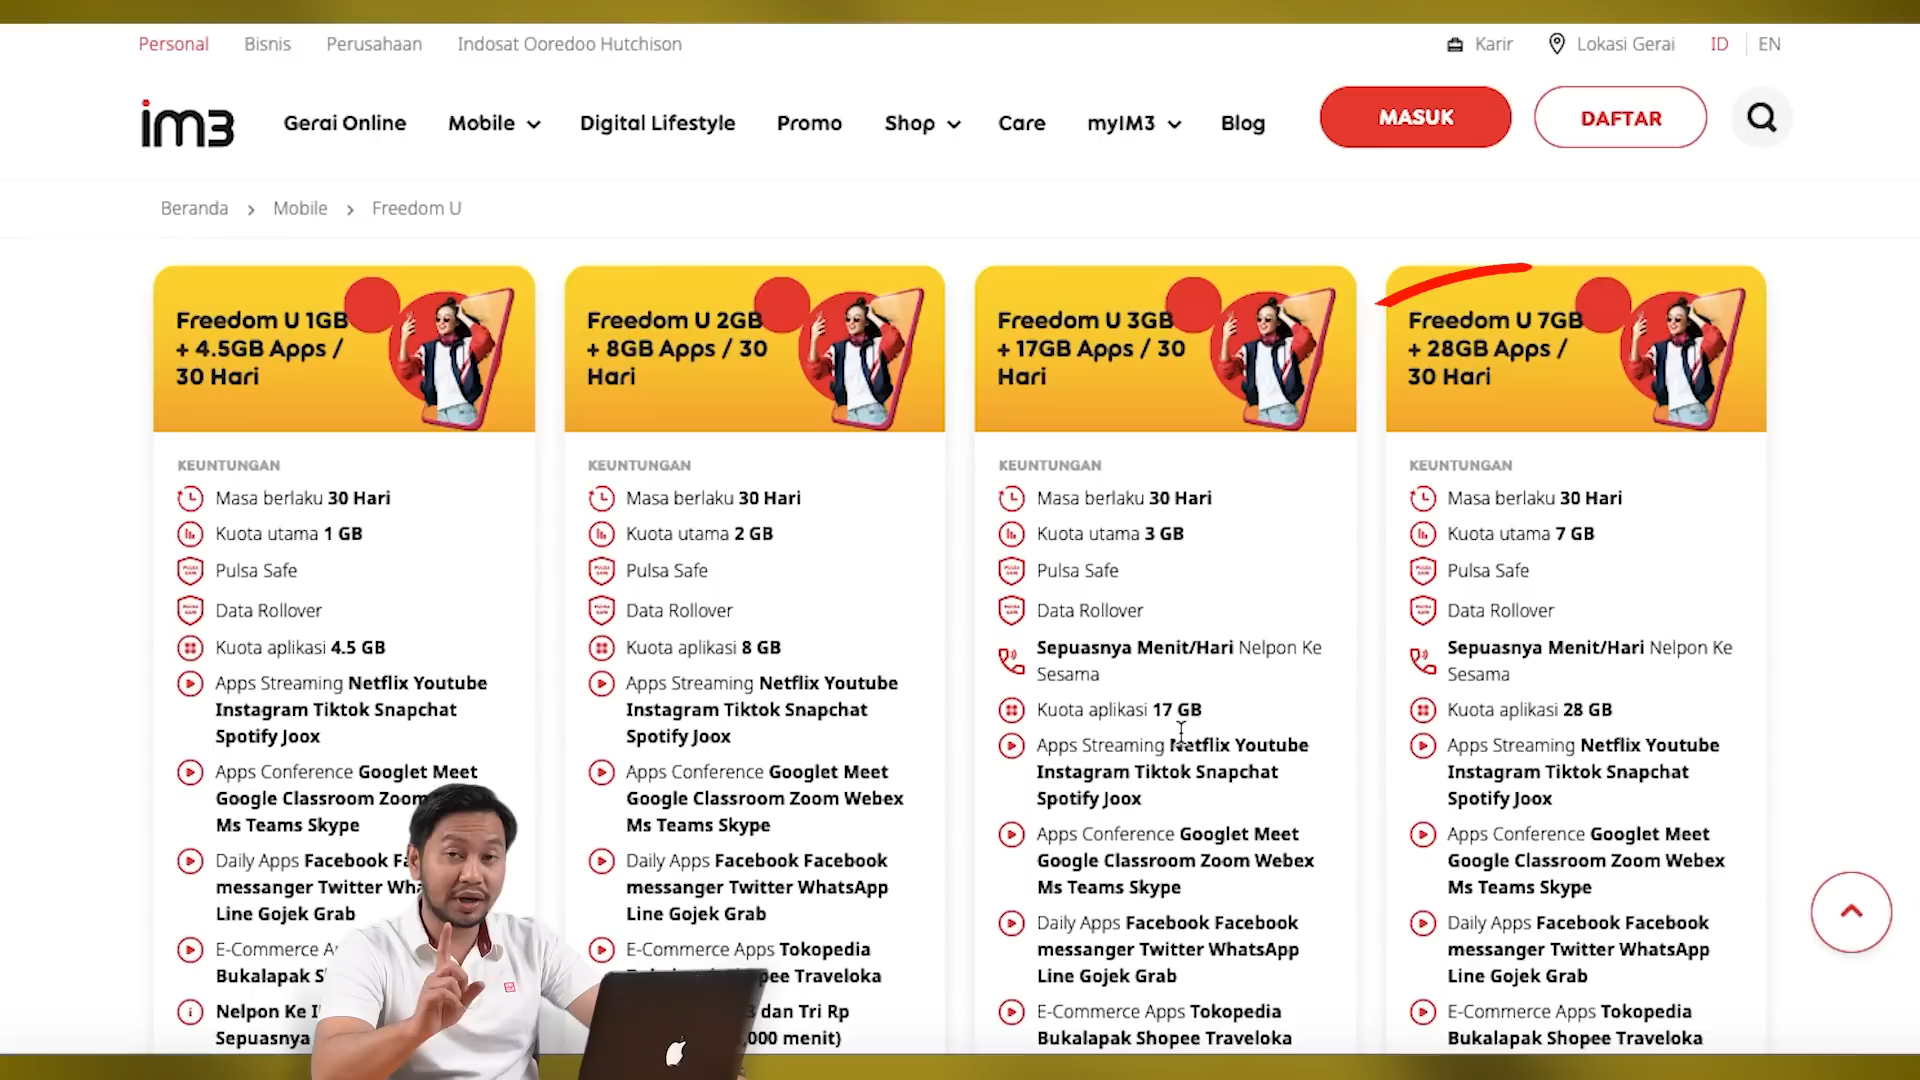 Personal Bisnis Perusahaan Indosat Ooredoo Hutchison Karir Lokasi Gerai ID EN
im3 Gerai Online Mobile Digital Lifestyle Promo Shop Care myIM3 Blog MASUK DAFTAR
Beranda > Mobile > Freedom U
Freedom U 1GB
+ 4.5GB Apps /
30 Hari
KEUNTUNGAN
Masa berlaku 30 Hari
Kuota utama 1 GB
Pulsa Safe
Data Rollover
Kuota aplikasi 4.5 GB
Apps Streaming Netflix Youtube
Instagram Tiktok Snapchat
Spotify Joox
Apps Conference Googlet Meet
Google Classroom Zoom
Ms Teams Skype
Daily Apps Facebook
messanger Twitter
Line Gojek Grab
E-Commerce
Bukalapak
Nelpon Ke
Sepuasnya
Freedom U 2GB
+ 8GB Apps / 30
Hari
KEUNTUNGAN
Masa berlaku 30 Hari
Kuota utama 2 GB
Pulsa Safe
Data Rollover
Kuota aplikasi 8 GB
Apps Streaming Netflix Youtube
Instagram Tiktok Snapchat
Spotify Joox
Apps Conference Googlet Meet
Google Classroom Zoom Webex
Ms Teams Skype
Daily Apps Facebook Facebook
messanger Twitter WhatsApp
Line Gojek Grab
E-Commerce Apps Tokopedia
Traveloka
dan Tri Rp
,000 menit)
Freedom U 3GB
+ 17GB Apps / 30
Hari
KEUNTUNGAN
Masa berlaku 30 Hari
Kuota utama 3 GB
Pulsa Safe
Data Rollover
Sepuasnya Menit/Hari Nelpon Ke
Sesama
Kuota aplikasi 17 GB
Apps Streaming Netflix Youtube
Instagram Tiktok Snapchat
Spotify Joox
Apps Conference Googlet Meet
Google Classroom Zoom Webex
Ms Teams Skype
Daily Apps Facebook Facebook
messanger Twitter WhatsApp
Line Gojek Grab
E-Commerce Apps Tokopedia
Bukalapak Shopee Traveloka
Freedom U 7GB
+ 28GB Apps /
30 Hari
KEUNTUNGAN
Masa berlaku 30 Hari
Kuota utama 7 GB
Pulsa Safe
Data Rollover
Sepuasnya Menit/Hari Nelpon Ke
Sesama
Kuota aplikasi 28 GB
Apps Streaming Netflix Youtube
Instagram Tiktok Snapchat
Spotify Joox
Apps Conference Googlet Meet
Google Classroom Zoom Webex
Ms Teams Skype
Daily Apps Facebook Facebook
messanger Twitter WhatsApp
Line Gojek Grab
E-Commerce Apps Tokopedia
Bukalapak Shopee Traveloka